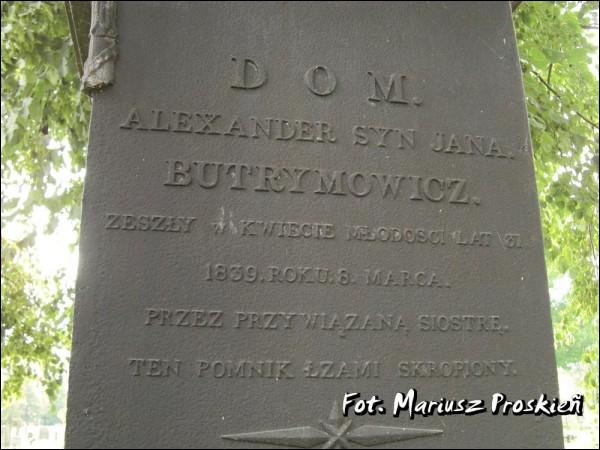 D O M.
ALEXANDER SYN JANA.
BUTRYMOWICZ.
ZESZŁY W KWIECIE MŁODOSCI LAT 31
1839. ROKU. 8. MARCA.
PRZEZ PRZYWIĄZANĄ SIOSTRĘ.
TEN POMNIK ŁZAMI SKROPIONY.
Fot. Mariusz Proskień